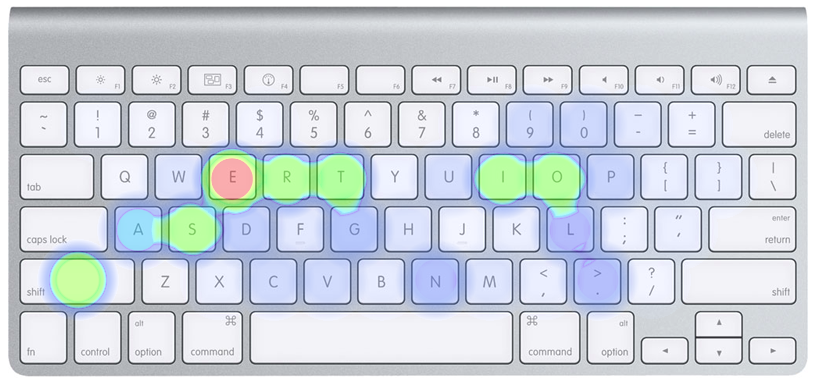 esc F1 F2 F3 F4 F5 F6 F7 F8 F9 F10 F11 F12
~ ! @ # $ % ^ & * ( ) – +
` 1 2 3 4 5 6 7 8 9 0 - = delete
tab Q W E R T Y U I O P { [ } ] | \
caps lock A S D F G H J K L : ; " ' enter return
shift Z X C V B N M < , > . ? / shift
fn control alt option ⌘ command ⌘ command alt option